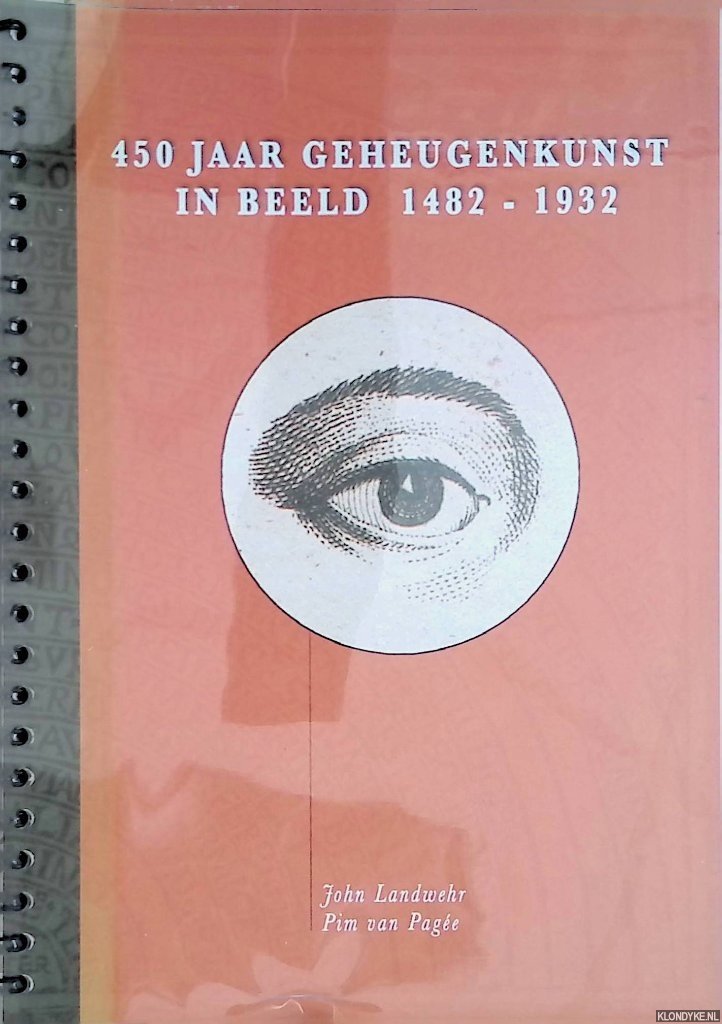 450 JAAR GEHEUGENKUNST
IN BEELD 1482 - 1932
John Landwehr
Pim van Pagée
KLONDYKE.NL